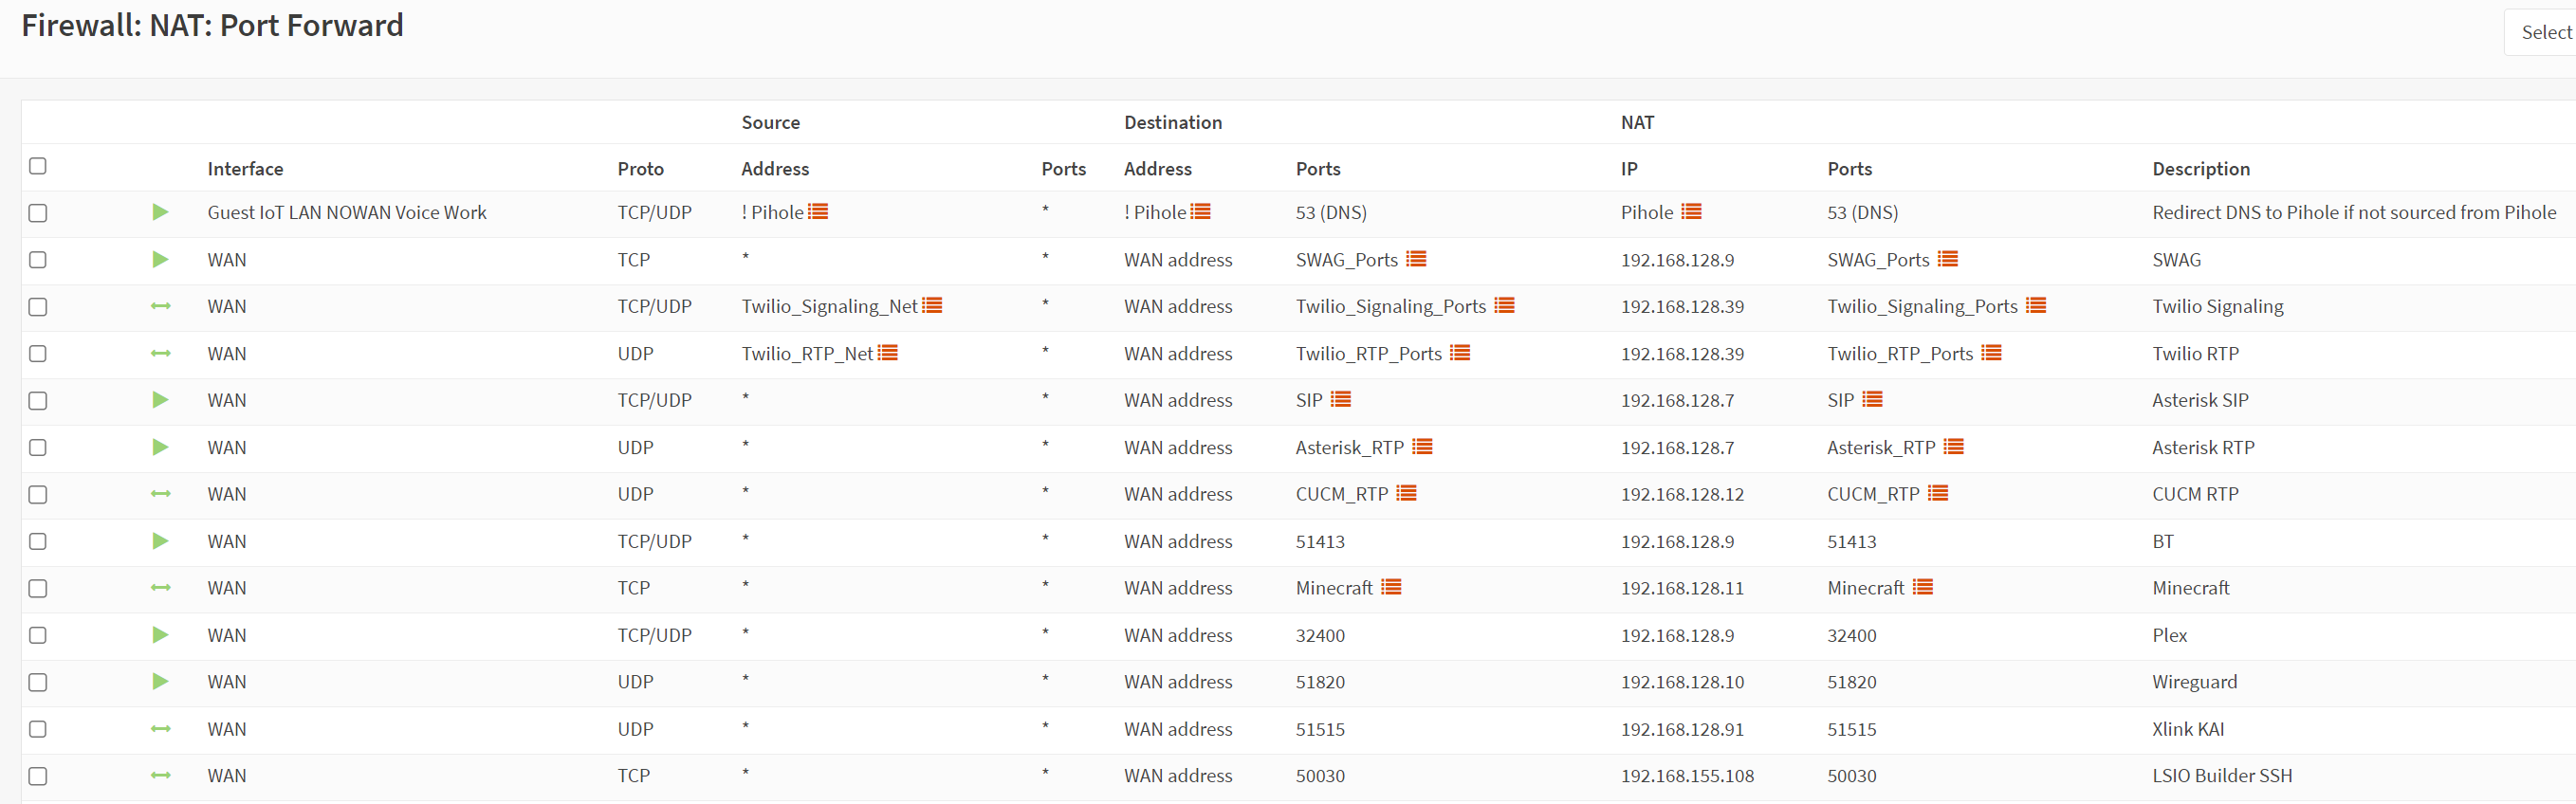 Firewall: NAT: Port Forward
Select
Source Destination NAT
Interface Proto Address Ports Address Ports IP Ports Description
Guest IoT LAN NOWAN Voice Work TCP/UDP ! Pihole * ! Pihole 53 (DNS) Pihole 53 (DNS) Redirect DNS to Pihole if not sourced from Pihole
WAN TCP * * WAN address SWAG_Ports 192.168.128.9 SWAG_Ports SWAG
WAN TCP/UDP Twilio_Signaling_Net * WAN address Twilio_Signaling_Ports 192.168.128.39 Twilio_Signaling_Ports Twilio Signaling
WAN UDP Twilio_RTP_Net * WAN address Twilio_RTP_Ports 192.168.128.39 Twilio_RTP_Ports Twilio RTP
WAN TCP/UDP * * WAN address SIP 192.168.128.7 SIP Asterisk SIP
WAN UDP * * WAN address Asterisk_RTP 192.168.128.7 Asterisk_RTP Asterisk RTP
WAN UDP * * WAN address CUCM_RTP 192.168.128.12 CUCM_RTP CUCM RTP
WAN TCP/UDP * * WAN address 51413 192.168.128.9 51413 BT
WAN TCP * * WAN address Minecraft 192.168.128.11 Minecraft Minecraft
WAN TCP/UDP * * WAN address 32400 192.168.128.9 32400 Plex
WAN UDP * * WAN address 51820 192.168.128.10 51820 Wireguard
WAN UDP * * WAN address 51515 192.168.128.91 51515 Xlink KAI
WAN TCP * * WAN address 50030 192.168.155.108 50030 LSIO Builder SSH